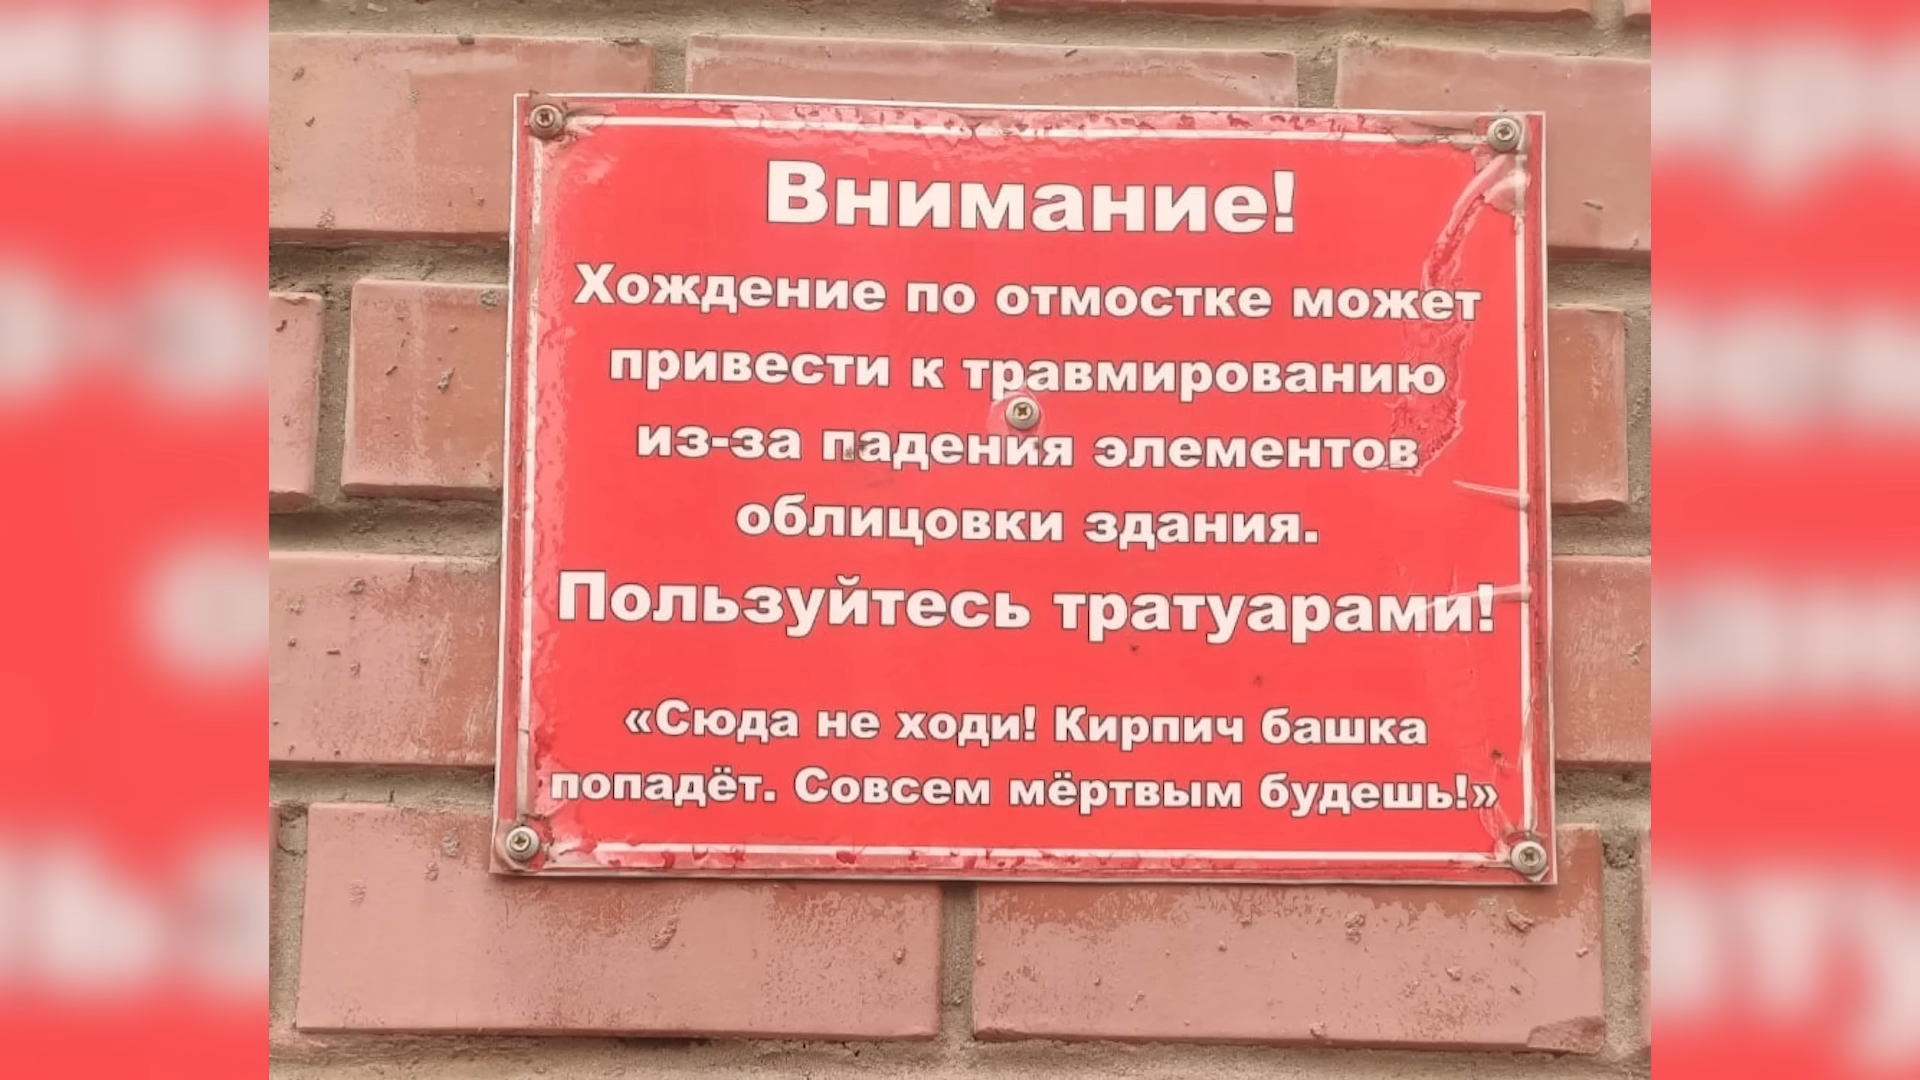 Внимание!
Хождение по отмостке может
привести к травмированию
из-за падения элементов
облицовки здания.
Пользуйтесь тратуарами!
«Сюда не ходи! Кирпич башка
попадёт. Совсем мёртвым будешь!»